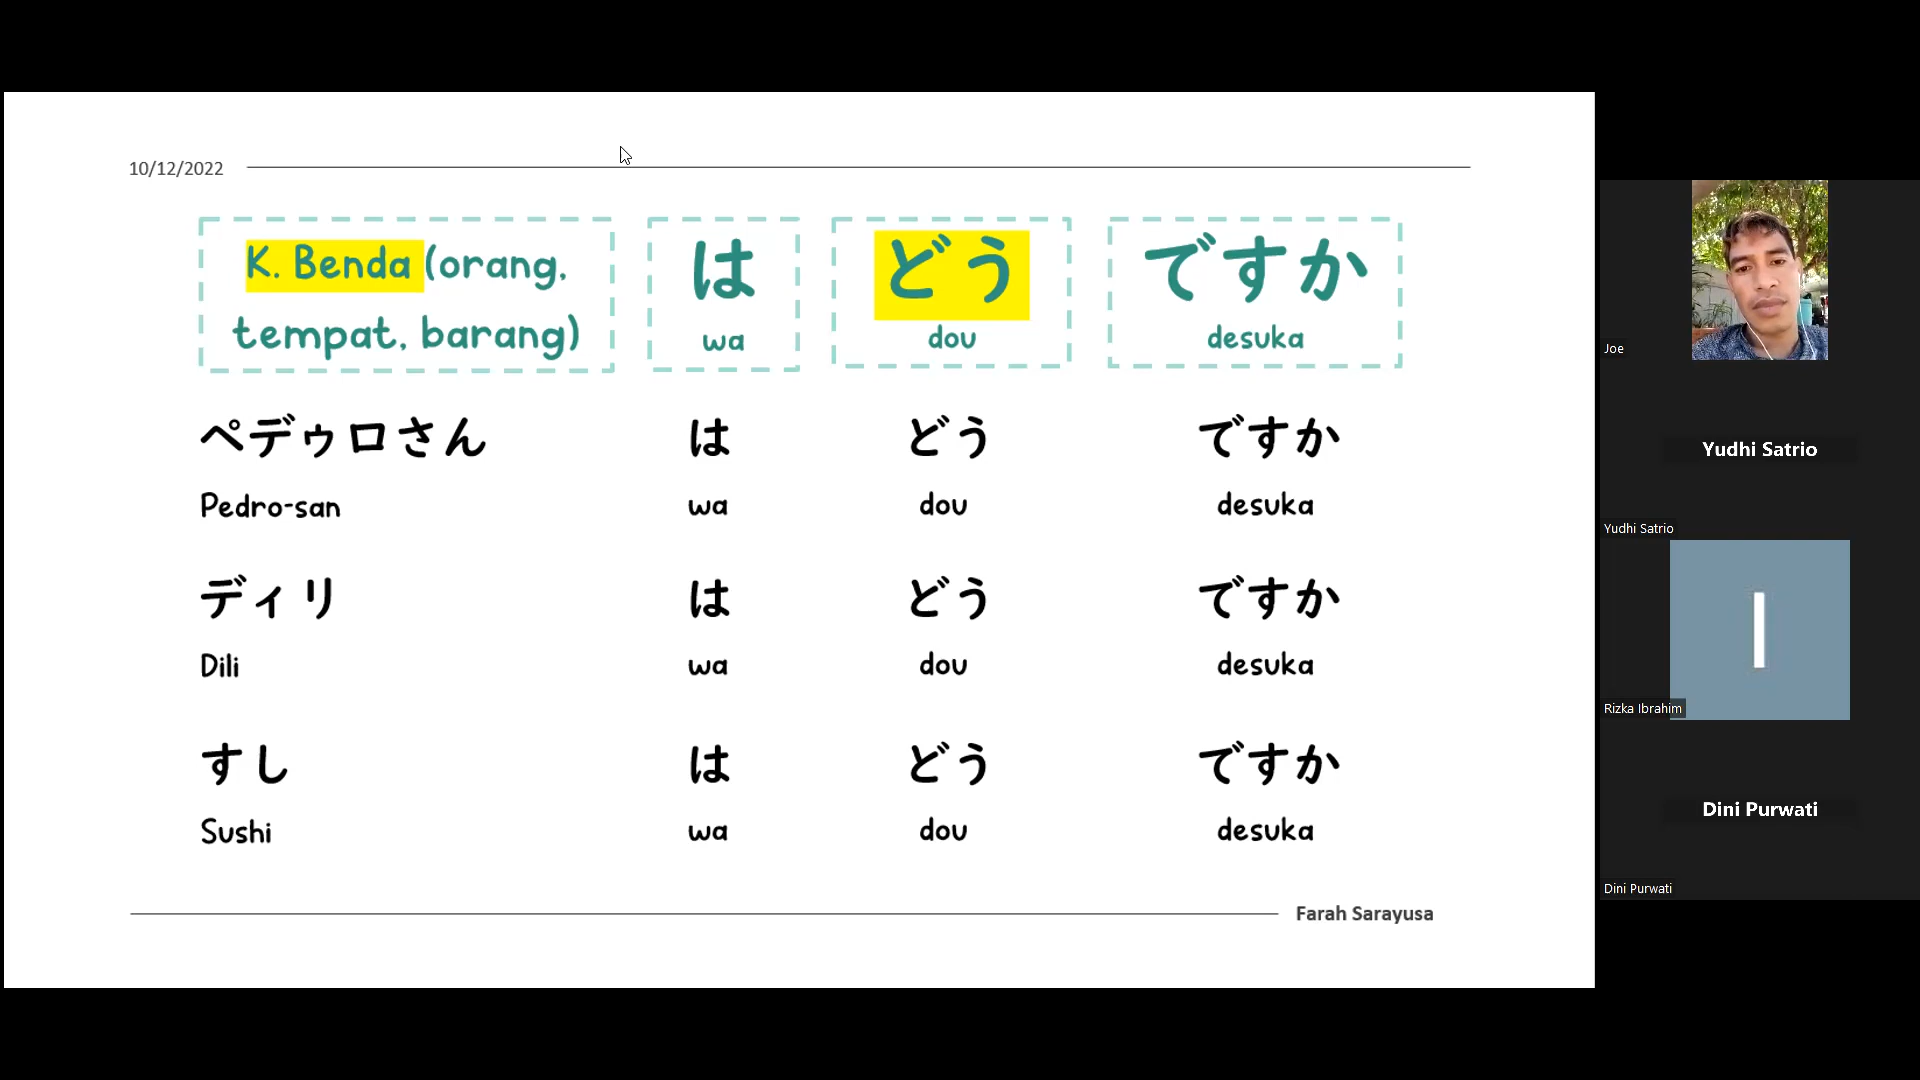 10/12/2022
K. Benda (orang,
tempat, barang)
は
wa
どう
dou
ですか
desuka
ペデゥロさん は どう ですか
Pedro-san wa dou desuka
ディリ は どう ですか
Dili wa dou desuka
すし は どう ですか
Sushi wa dou desuka
Farah Sarayusa
Joe
Yudhi Satrio
Yudhi Satrio
I
Rizka Ibrahim
Dini Purwati
Dini Purwati